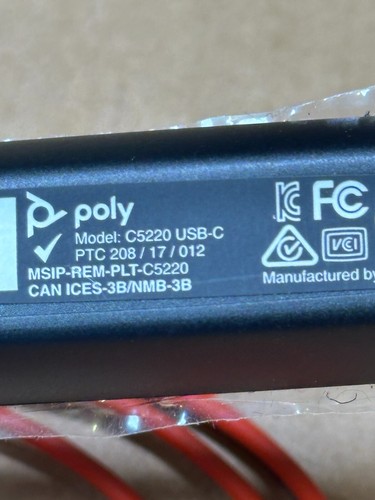 poly
Model: C5220 USB-C
PTC 208 / 17 / 012
MSIP-REM-PLT-C5220
CAN ICES-3B/NMB-3B
FC
VCI
Manufactured by